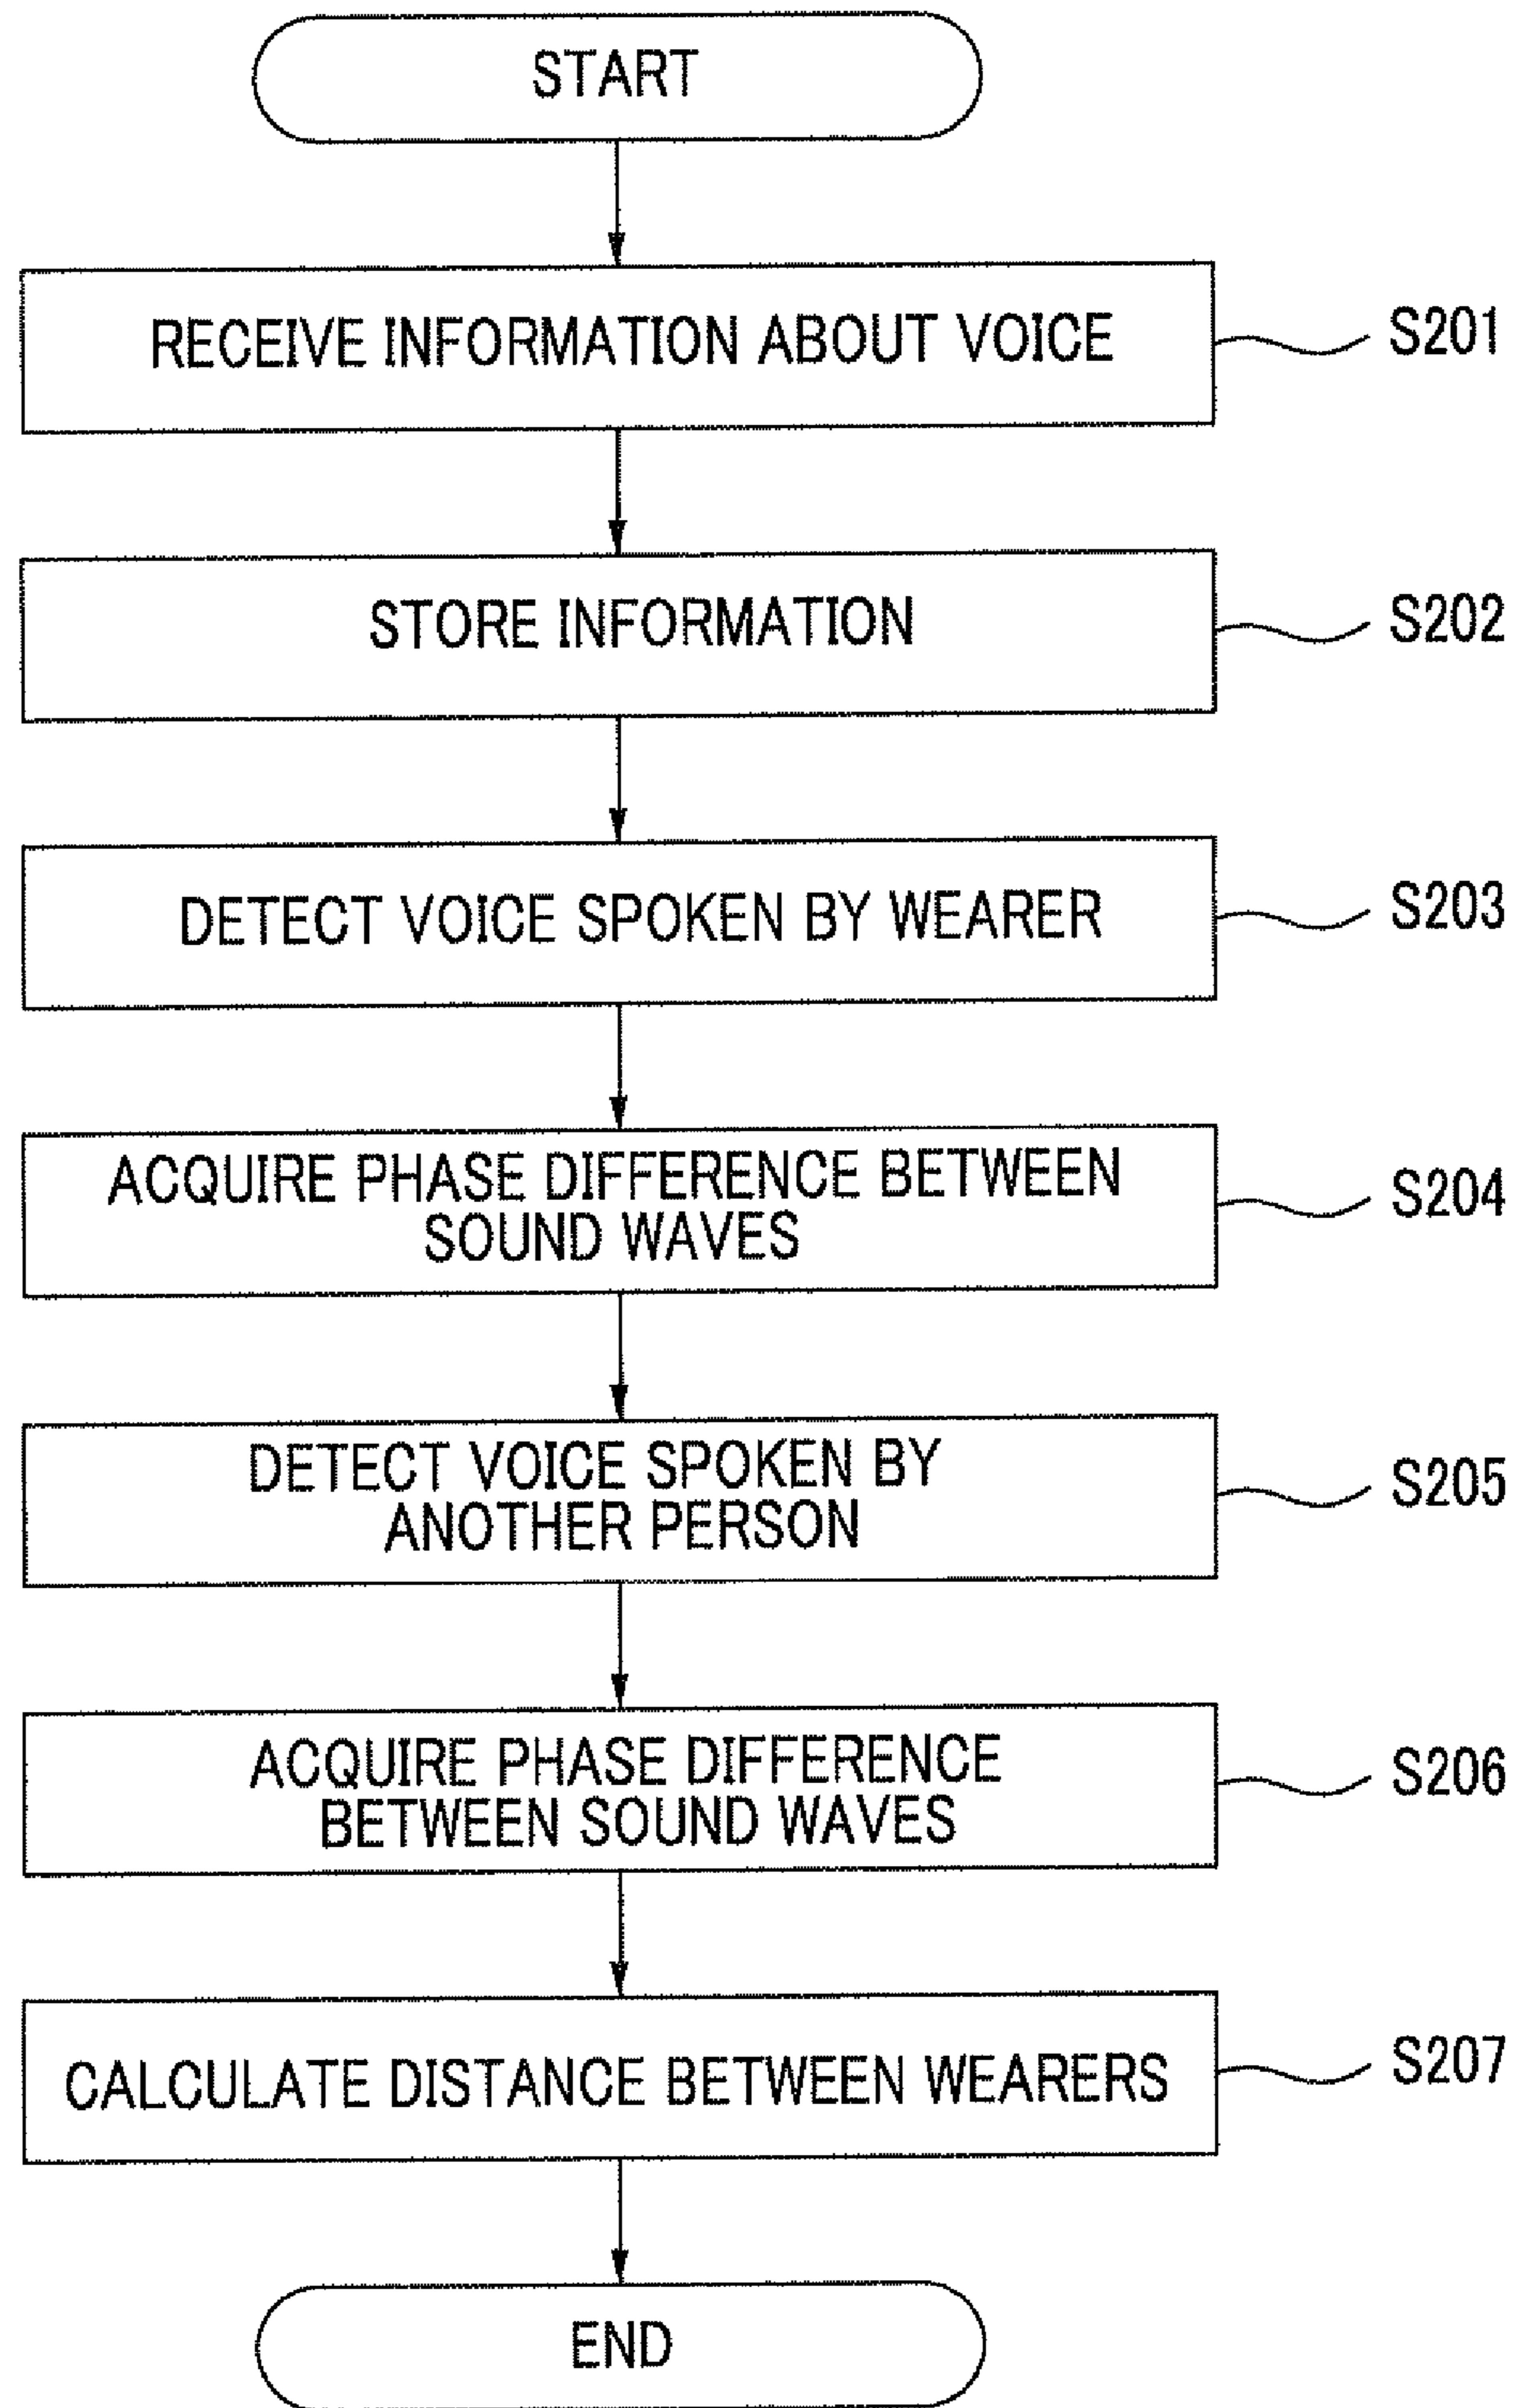 START
RECEIVE INFORMATION ABOUT VOICE
S201
STORE INFORMATION
S202
DETECT VOICE SPOKEN BY WEARER
S203
ACQUIRE PHASE DIFFERENCE BETWEEN
SOUND WAVES
S204
DETECT VOICE SPOKEN BY
ANOTHER PERSON
S205
ACQUIRE PHASE DIFFERENCE
BETWEEN SOUND WAVES
S206
CALCULATE DISTANCE BETWEEN WEARERS
S207
END